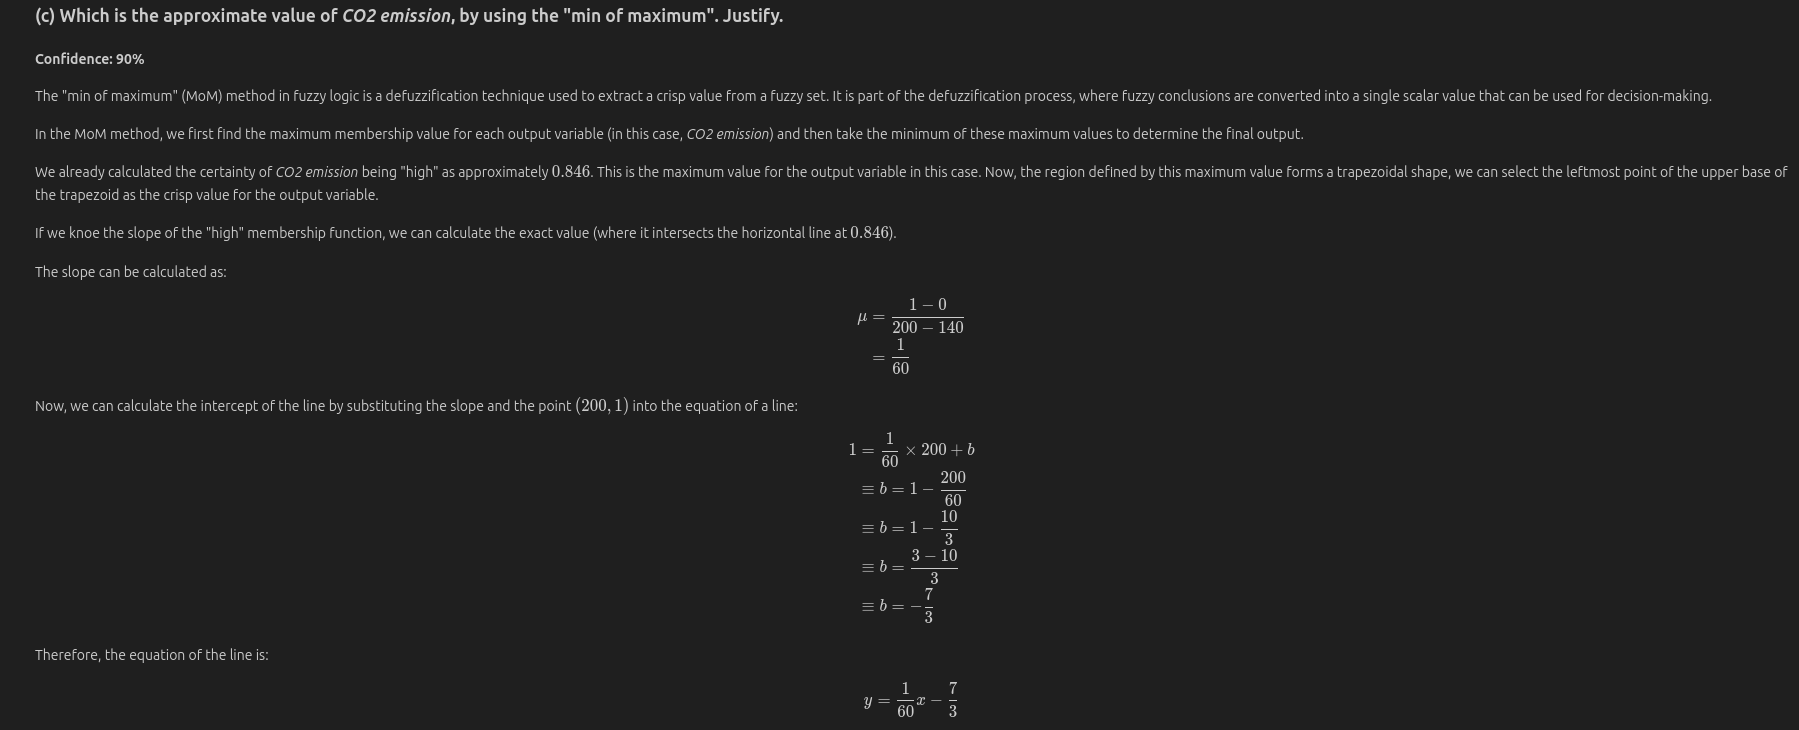 (c) Which is the approximate value of CO2 emission, by using the "min of maximum". Justify.
Confidence: 90%
The "min of maximum" (MoM) method in fuzzy logic is a defuzzification technique used to extract a crisp value from a fuzzy set. It is part of the defuzzification process, where fuzzy conclusions are converted into a single scalar value that can be used for decision-making.
In the MoM method, we first find the maximum membership value for each output variable (in this case, CO2 emission) and then take the minimum of these maximum values to determine the final output.
We already calculated the certainty of CO2 emission being "high" as approximately 0.846. This is the maximum value for the output variable in this case. Now, the region defined by this maximum value forms a trapezoidal shape, we can select the leftmost point of the upper base of
the trapezoid as the crisp value for the output variable.
If we knoe the slope of the "high" membership function, we can calculate the exact value (where it intersects the horizontal line at 0.846).
The slope can be calculated as:
μ = \frac{1 − 0}{200 − 140}
= \frac{1}{60}
Now, we can calculate the intercept of the line by substituting the slope and the point (200, 1) into the equation of a line:
1 = \frac{1}{60} × 200 + b
≡ b = 1 − \frac{200}{60}
≡ b = 1 − \frac{10}{3}
≡ b = \frac{3 − 10}{3}
≡ b = −\frac{7}{3}
Therefore, the equation of the line is:
y = \frac{1}{60}x − \frac{7}{3}